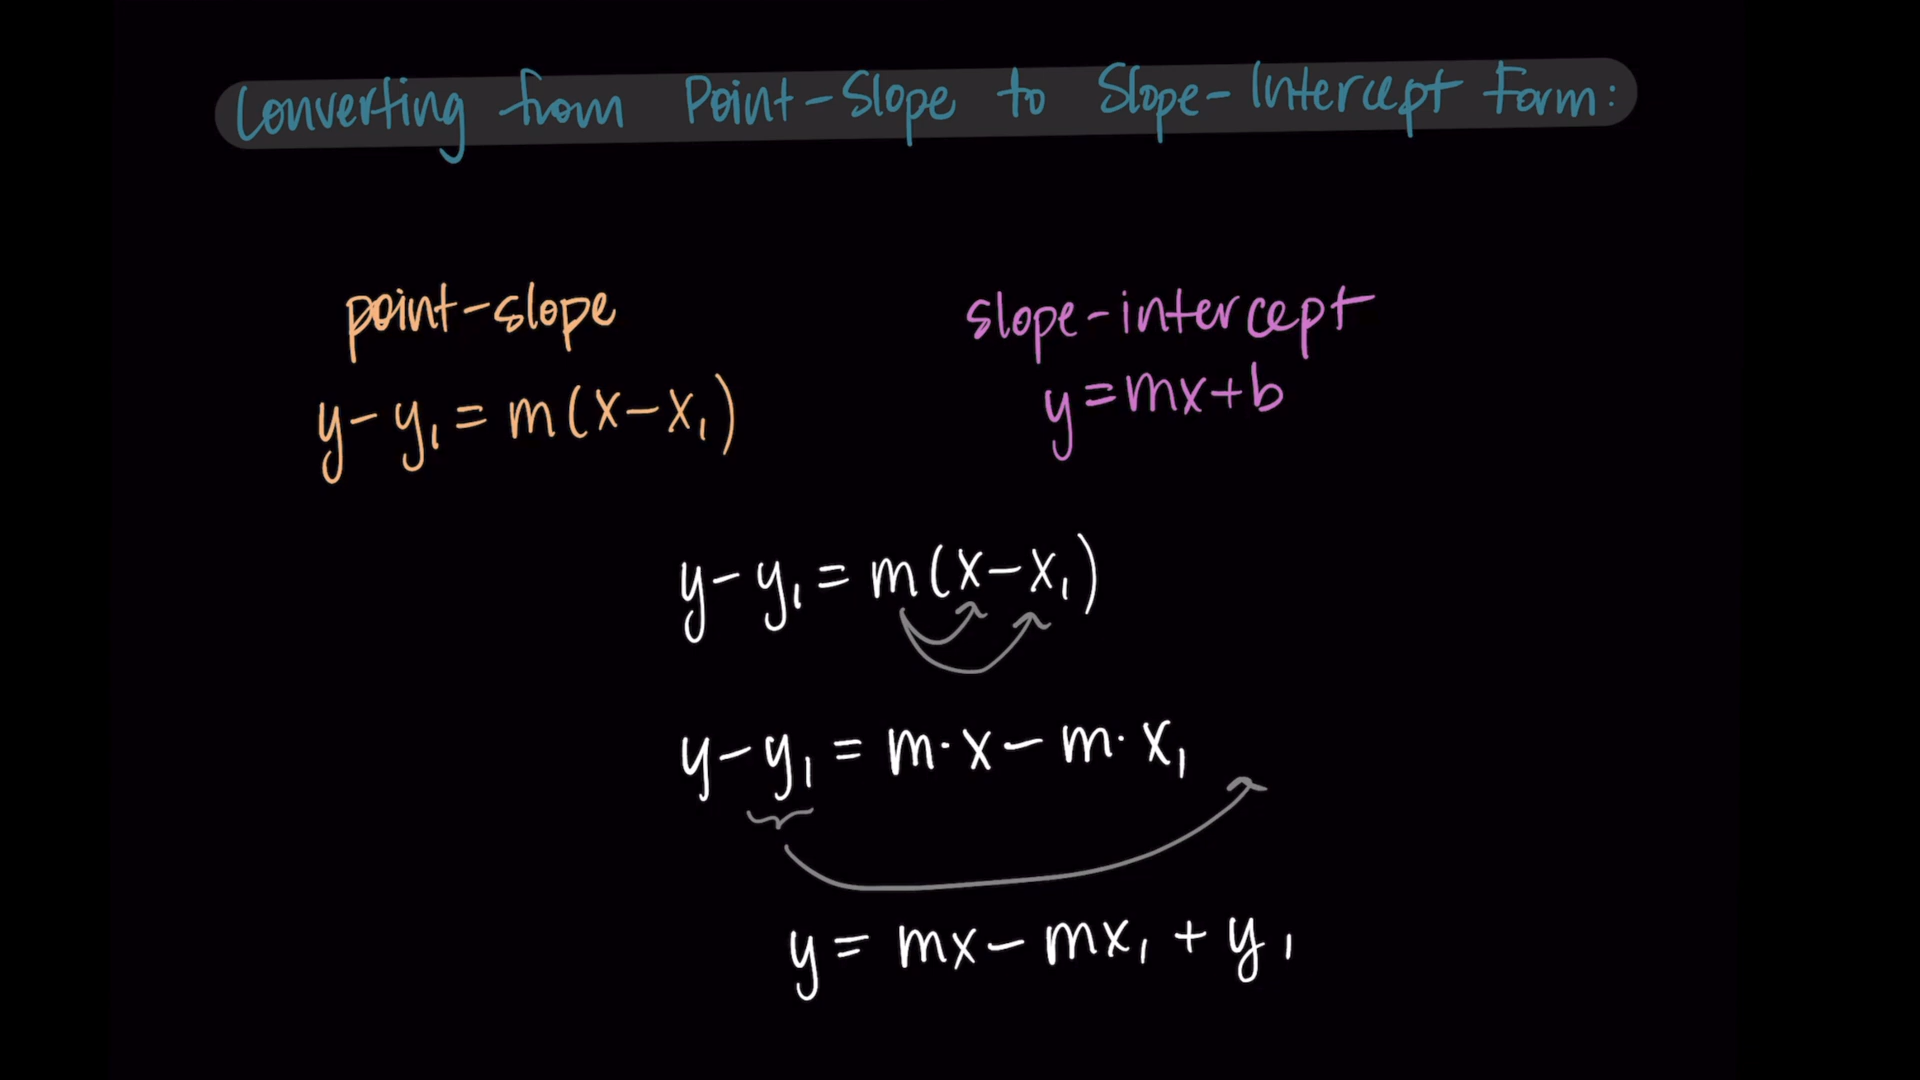 Converting from Point-Slope to Slope-Intercept Form:
point-slope
slope-intercept
y-y₁=m(x-x₁)
y=mx+b
y-y₁=m(x-x₁)
y-y₁=m·x-m·x₁
y=mx-mx₁+y₁